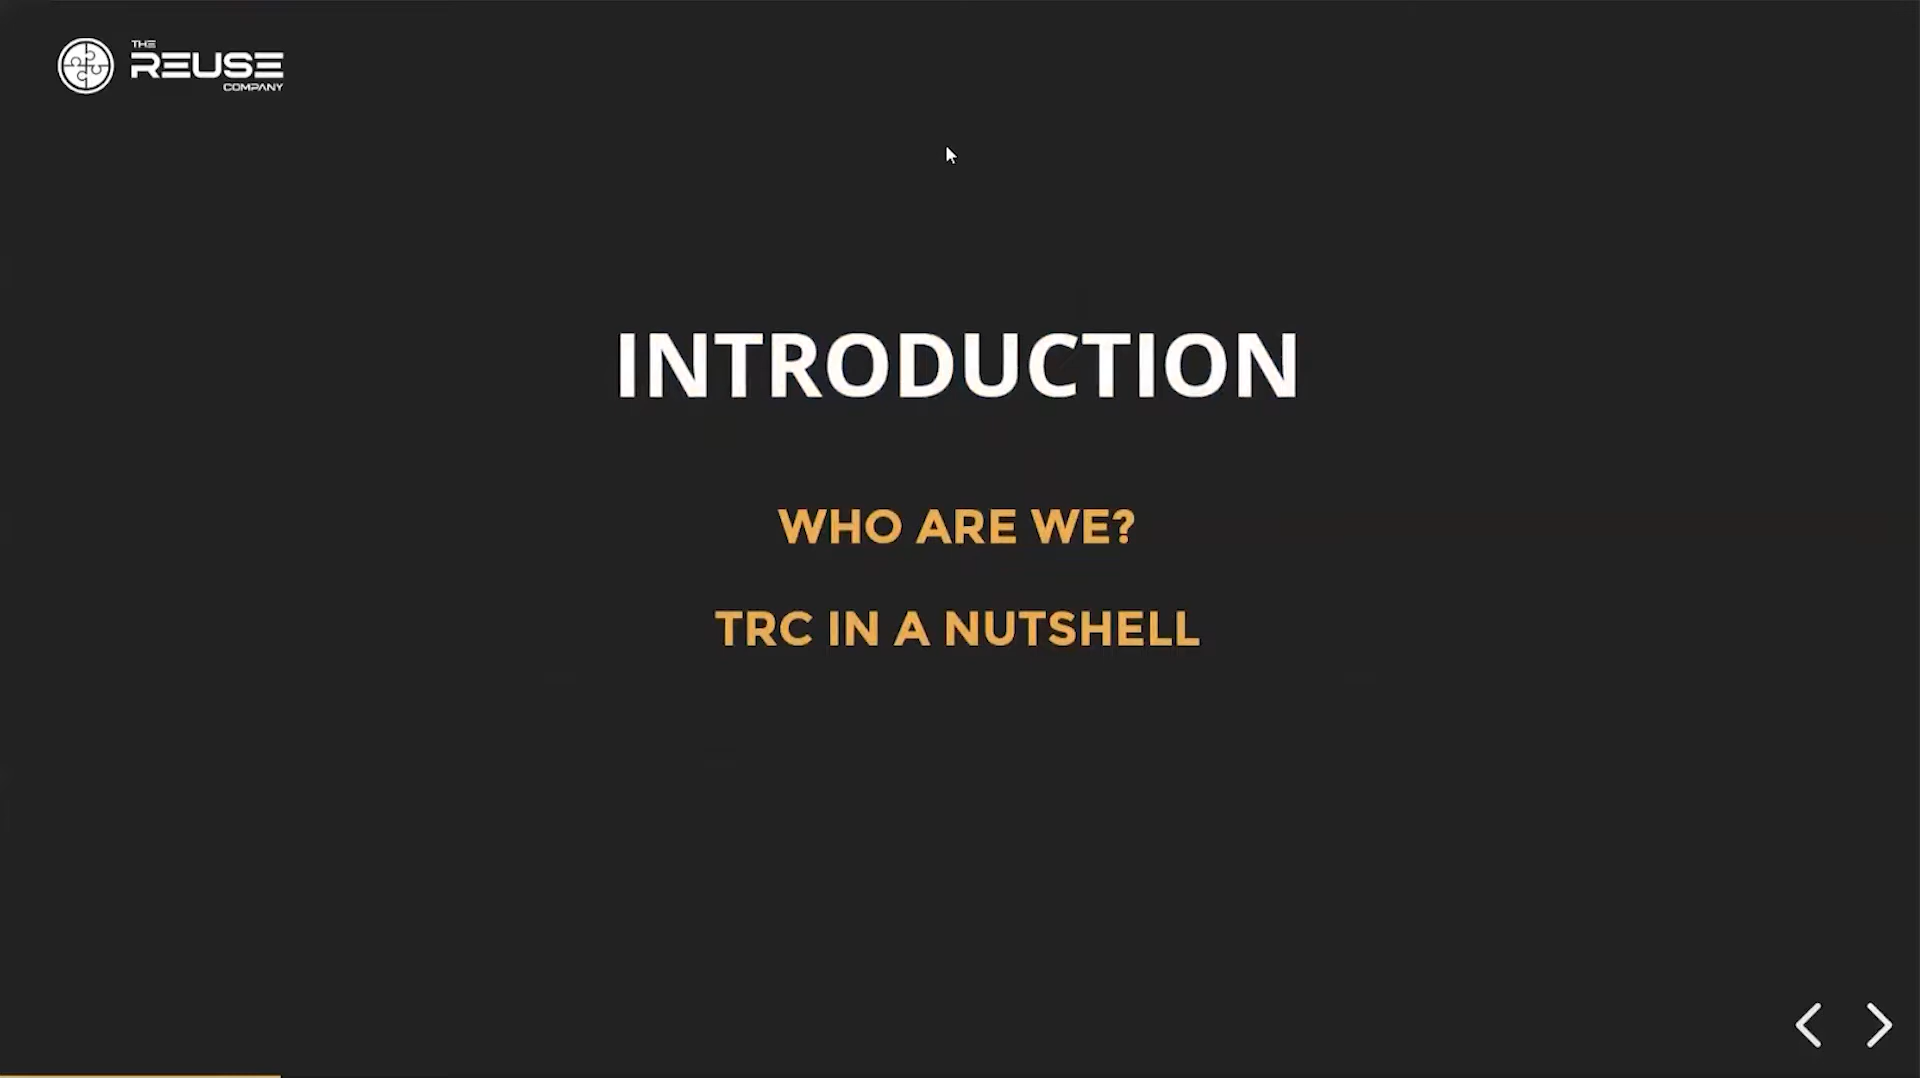 THE
REUSE
COMPANY
INTRODUCTION
WHO ARE WE?
TRC IN A NUTSHELL